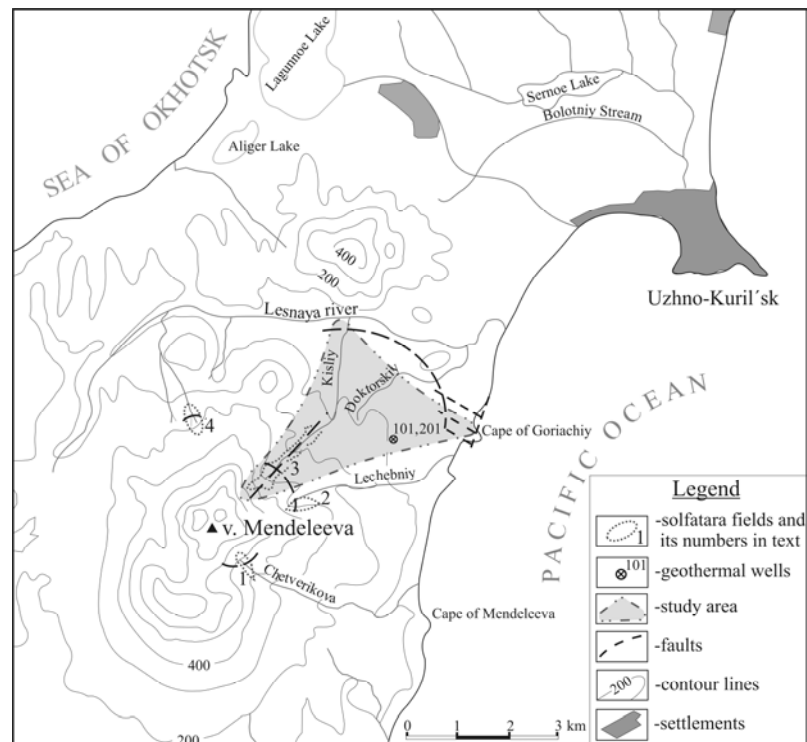 SEA OF OKHOTSK
Lagunnoe Lake
Aliger Lake
Sernoe Lake
Bolotniy Stream
400
200
Uzhno-Kuril´sk
Lesnaya river
Kisliy
Doktorskiy
101,201
Cape of Goriachiy
4
3
Lechebniy
1
2
v. Mendeleeva
1
Chetverikova
Cape of Mendeleeva
PACIFIC OCEAN
400
200
0 1 2 3 km
Legend
1 -solfatara fields and
its numbers in text
101 -geothermal wells
-study area
-faults
200 -contour lines
-settlements